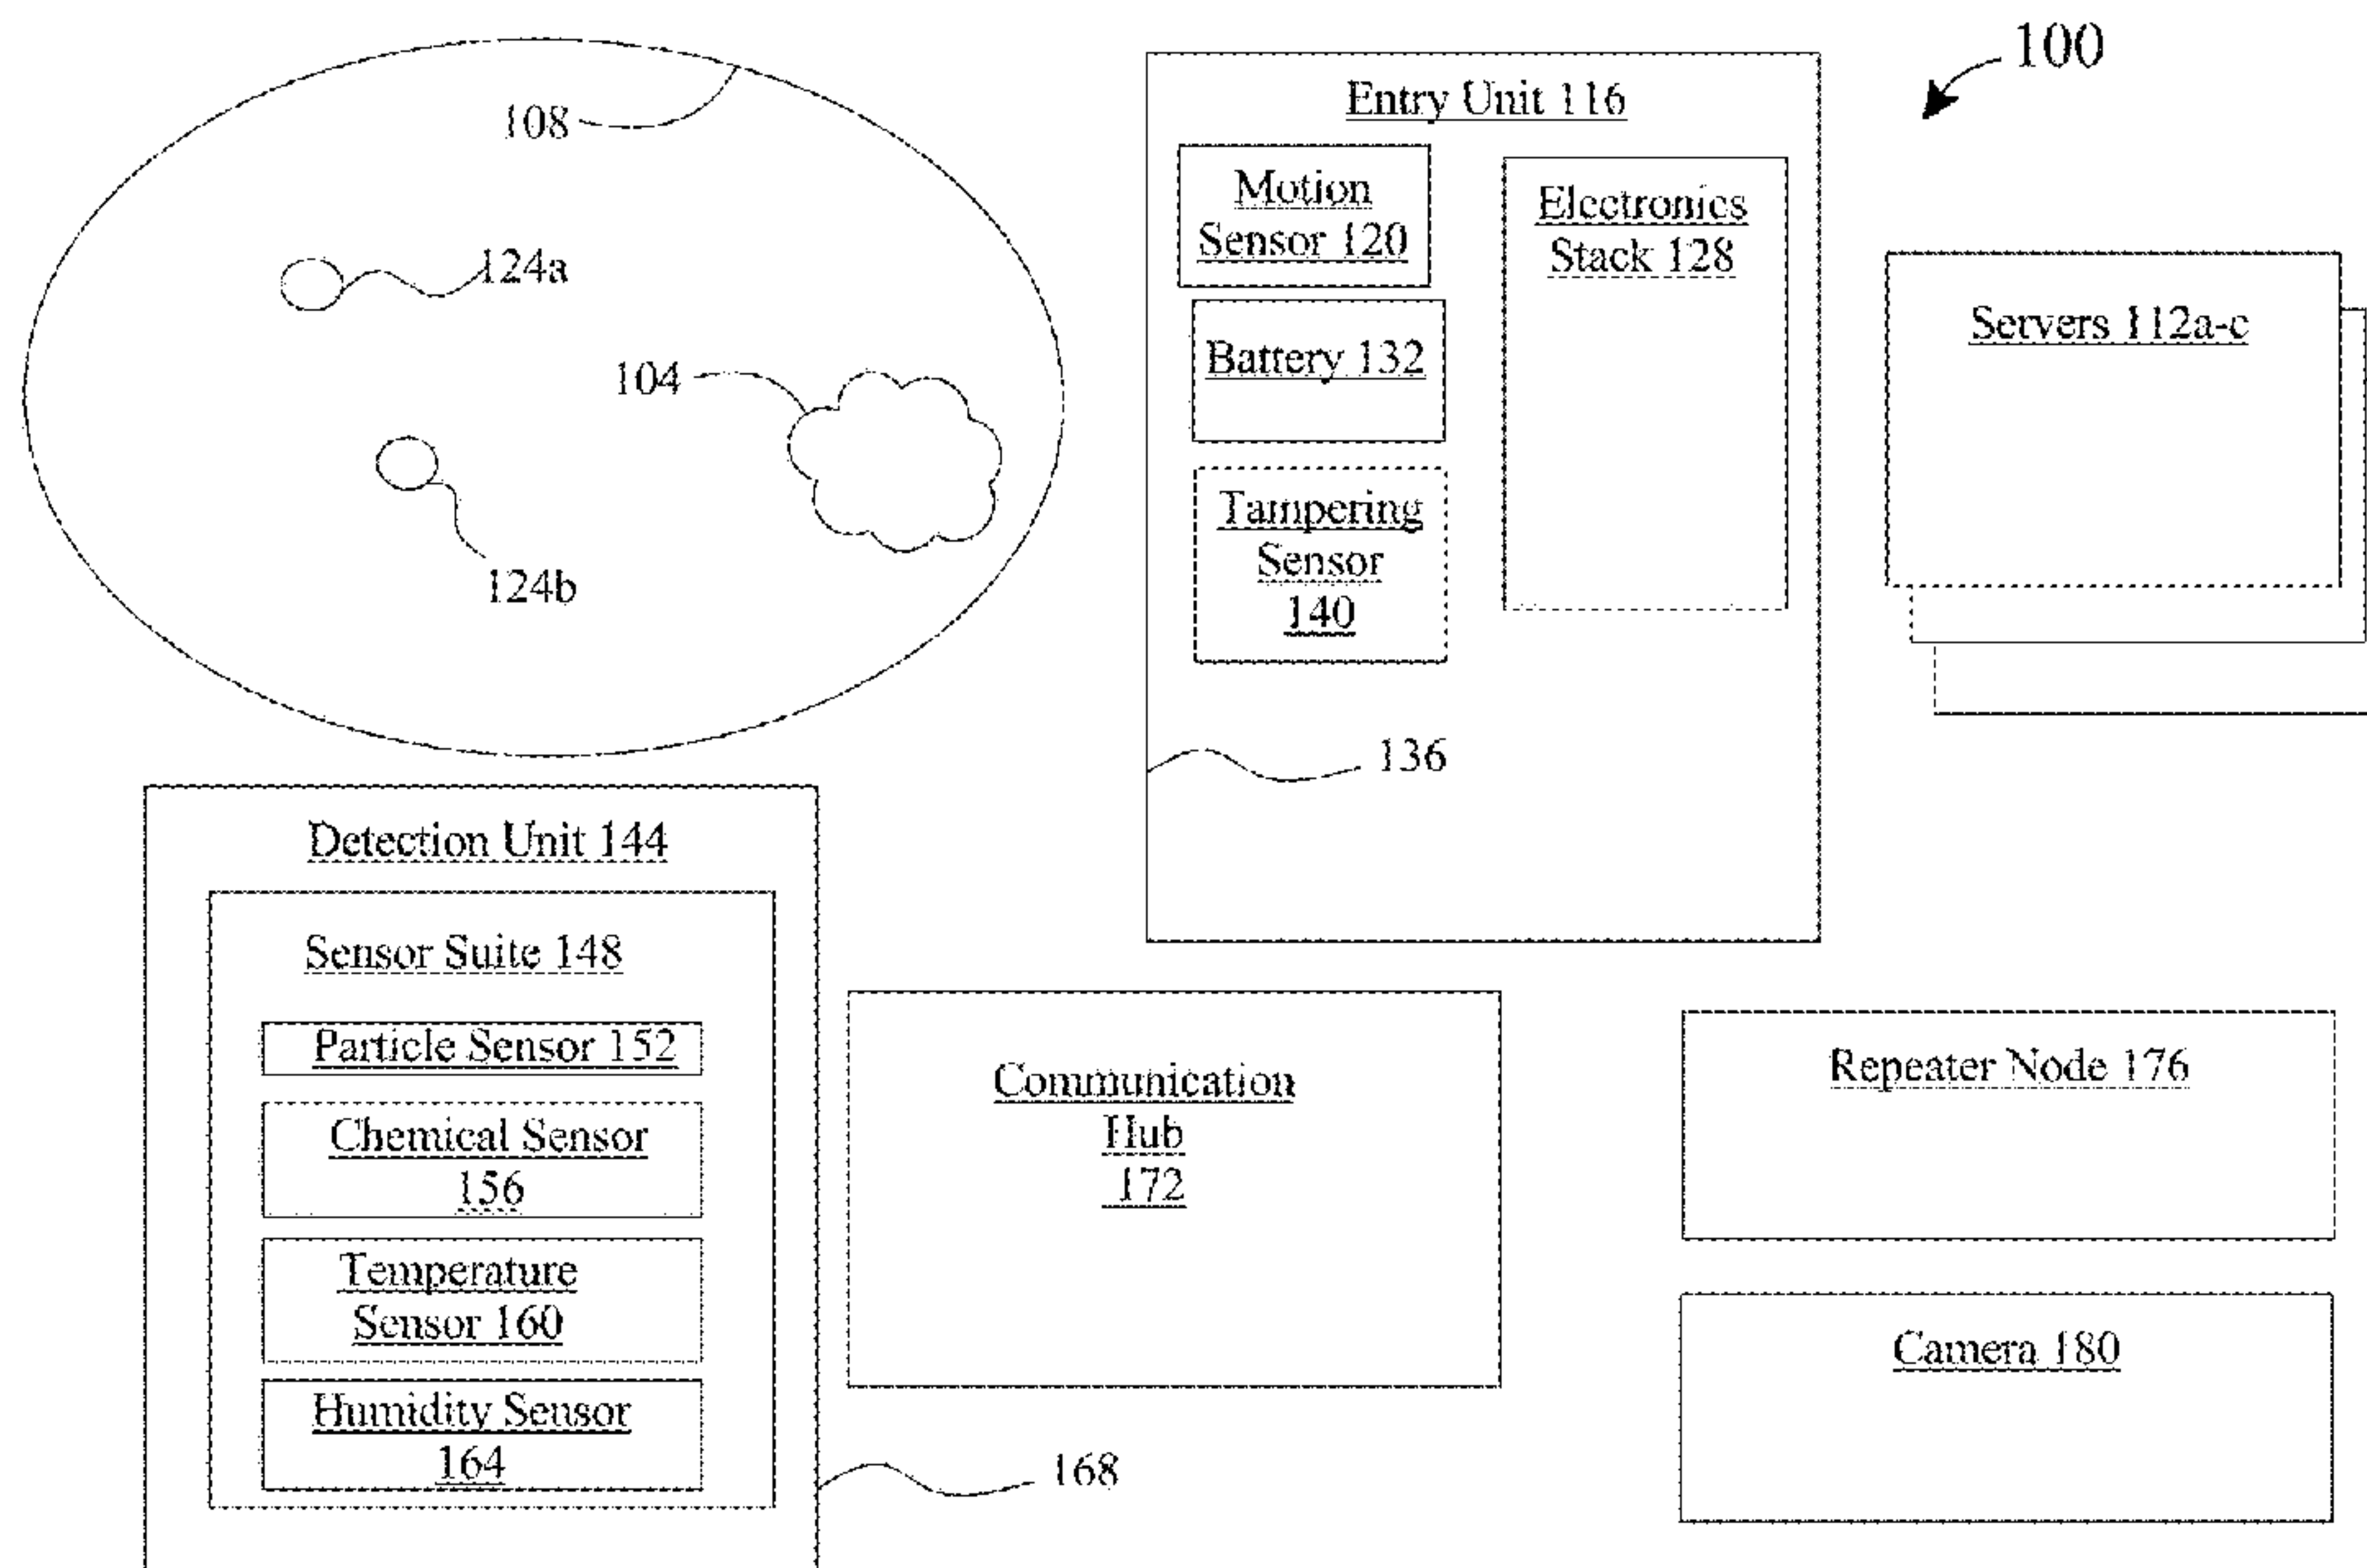 100
108
124a
104
124b
Entry Unit 116
Motion
Sensor 120
Battery 132
Tampering
Sensor
140
Electronics
Stack 128
136
Servers 112a-c
Detection Unit 144
Sensor Suite 148
Particle Sensor 152
Chemical Sensor
156
Temperature
Sensor 160
Humidity Sensor
164
168
Communication
Hub
172
Repeater Node 176
Camera 180